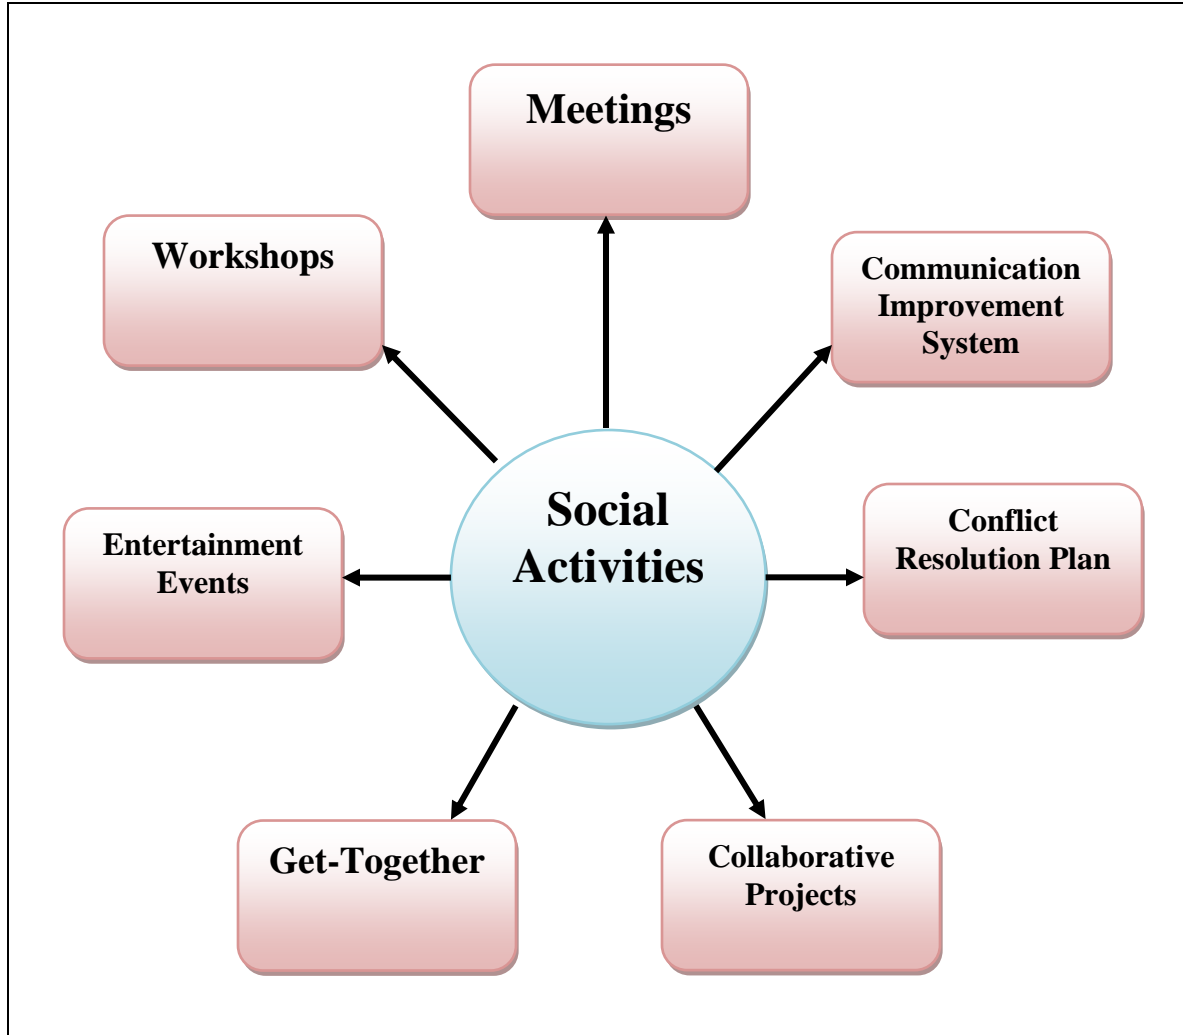 Meetings
Workshops
Communication
Improvement
System
Social
Activities
Conflict
Resolution Plan
Entertainment
Events
Get-Together
Collaborative
Projects